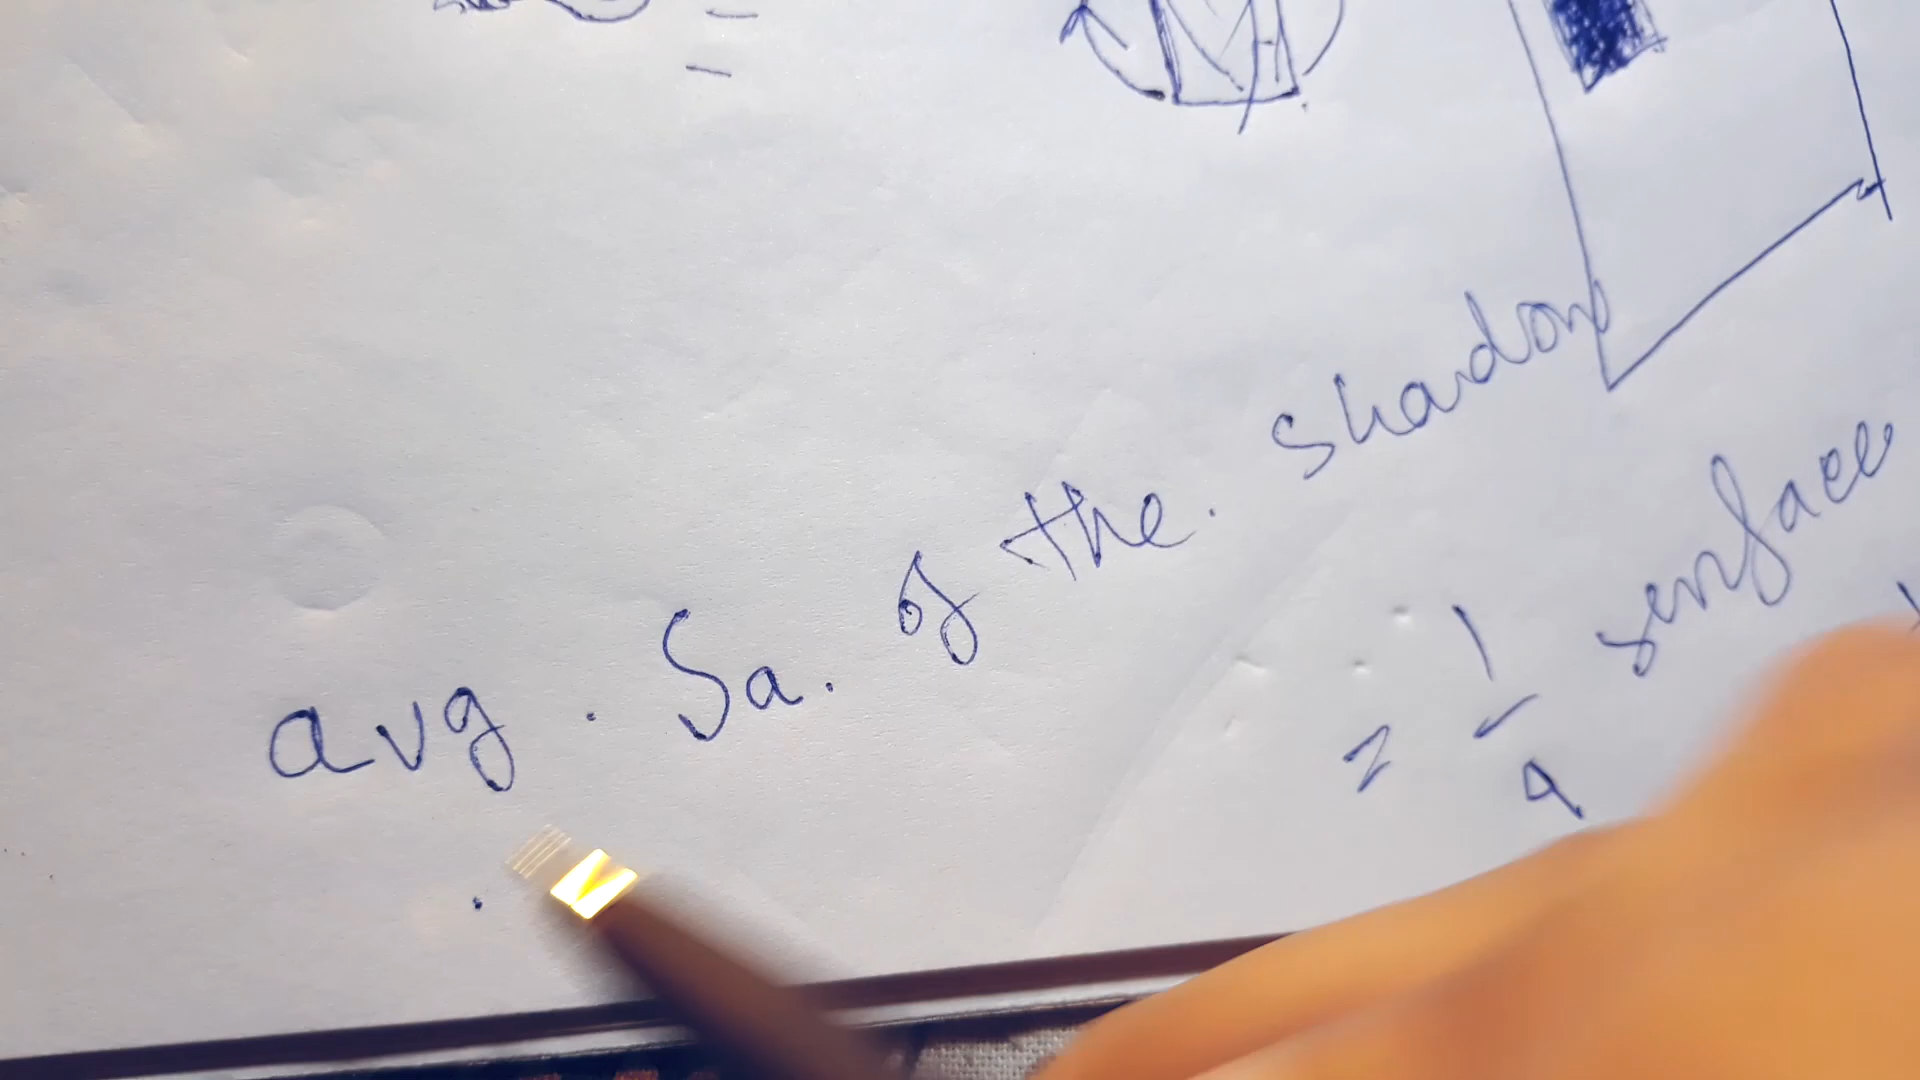 avg. Sa. of the. shadow
= 1/4 surface